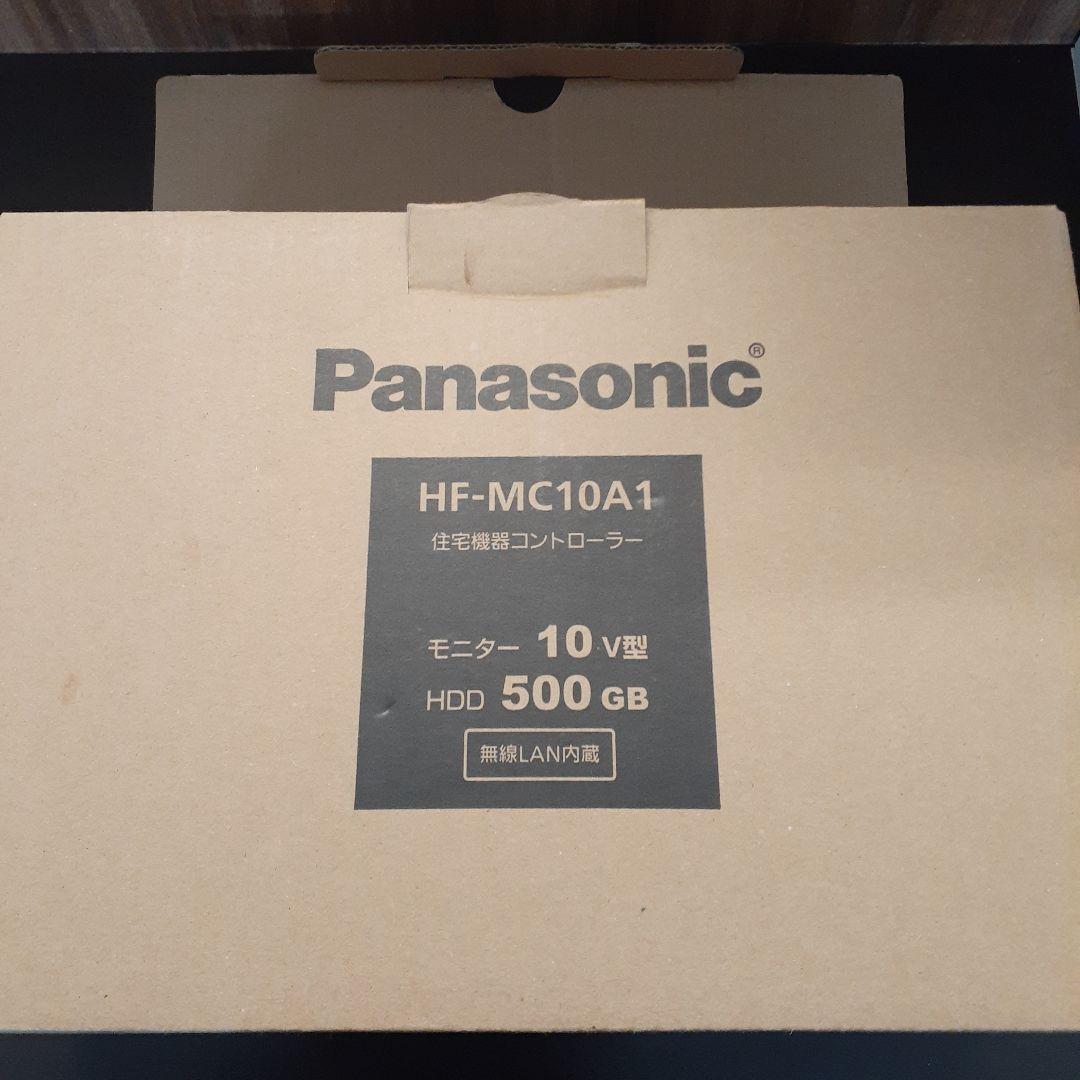 Panasonic®
HF-MC10A1
住宅機器コントローラー
モニター 10 V型
HDD 500 GB
無線LAN内蔵